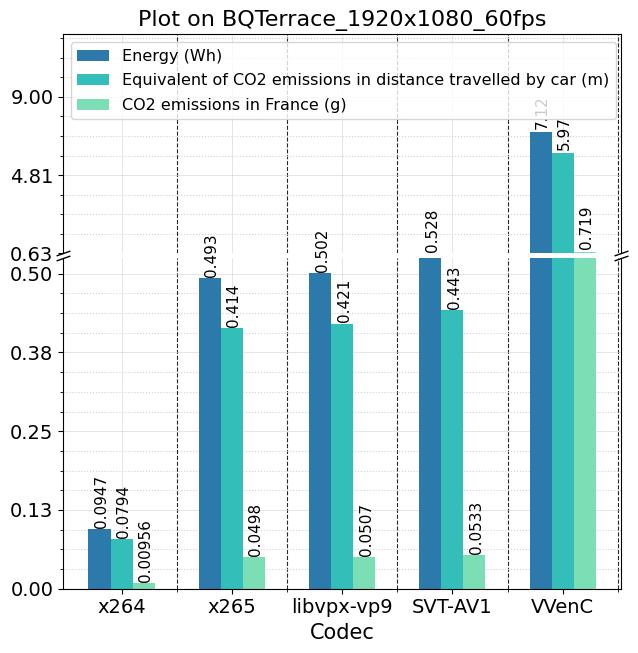 Plot on BQTerrace_1920x1080_60fps
Energy (Wh)
Equivalent of CO2 emissions in distance travelled by car (m)
CO2 emissions in France (g)
9.00
4.81
0.63
0.50
0.38
0.25
0.13
0.00
0.0947
0.0794
0.00956
0.493
0.414
0.0498
0.502
0.421
0.0507
0.528
0.443
0.0533
7.12
5.97
0.719
x264
x265
libvpx-vp9
SVT-AV1
VVenC
Codec